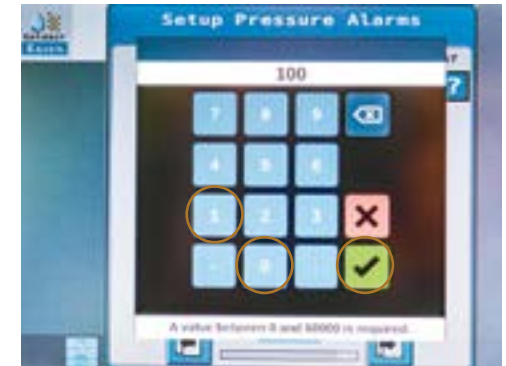 Setup Pressure Alarms
?
100
7 8 9
4 5 6
1 2 3
0
A value between 0 and 60000 is required.